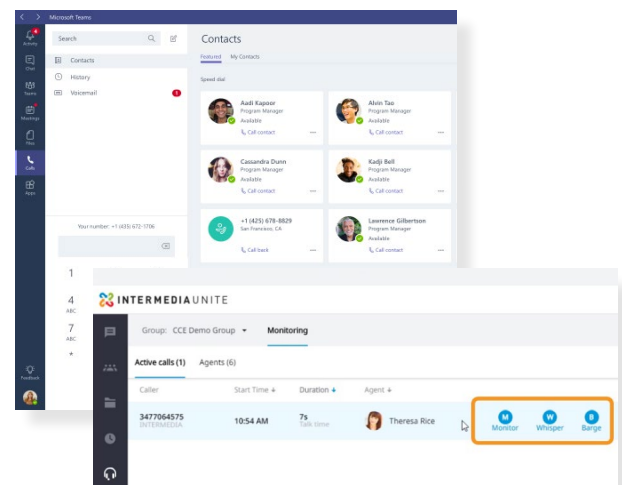 Microsoft Teams
Activity
Chat
Teams
Meetings
Files
Calls
Apps
Feedback
Search
Contacts
History
Voicemail
1
Your number: +1 (435) 672-1706
1
4
ABC
7
ABC
*
Contacts
Featured My Contacts
Speed dial
Aadi Kapoor
Program Manager
Available
Call contact
Alvin Tao
Program Manager
Available
Call contact
Cassandra Dunn
Program Manager
Available
Call contact
Kadji Bell
Program Manager
Available
Call contact
+1 (425) 678-8829
San Francisco, CA
Call back
Lawrence Gilbertson
Program Manager
Available
Call contact
INTERMEDIA UNITE
Group: CCE Demo Group Monitoring
Active calls (1) Agents (6)
Caller Start Time Duration Agent
3477064575 10:54 AM 7s Theresa Rice
INTERMEDIA Talk time
M W B
Monitor Whisper Barge